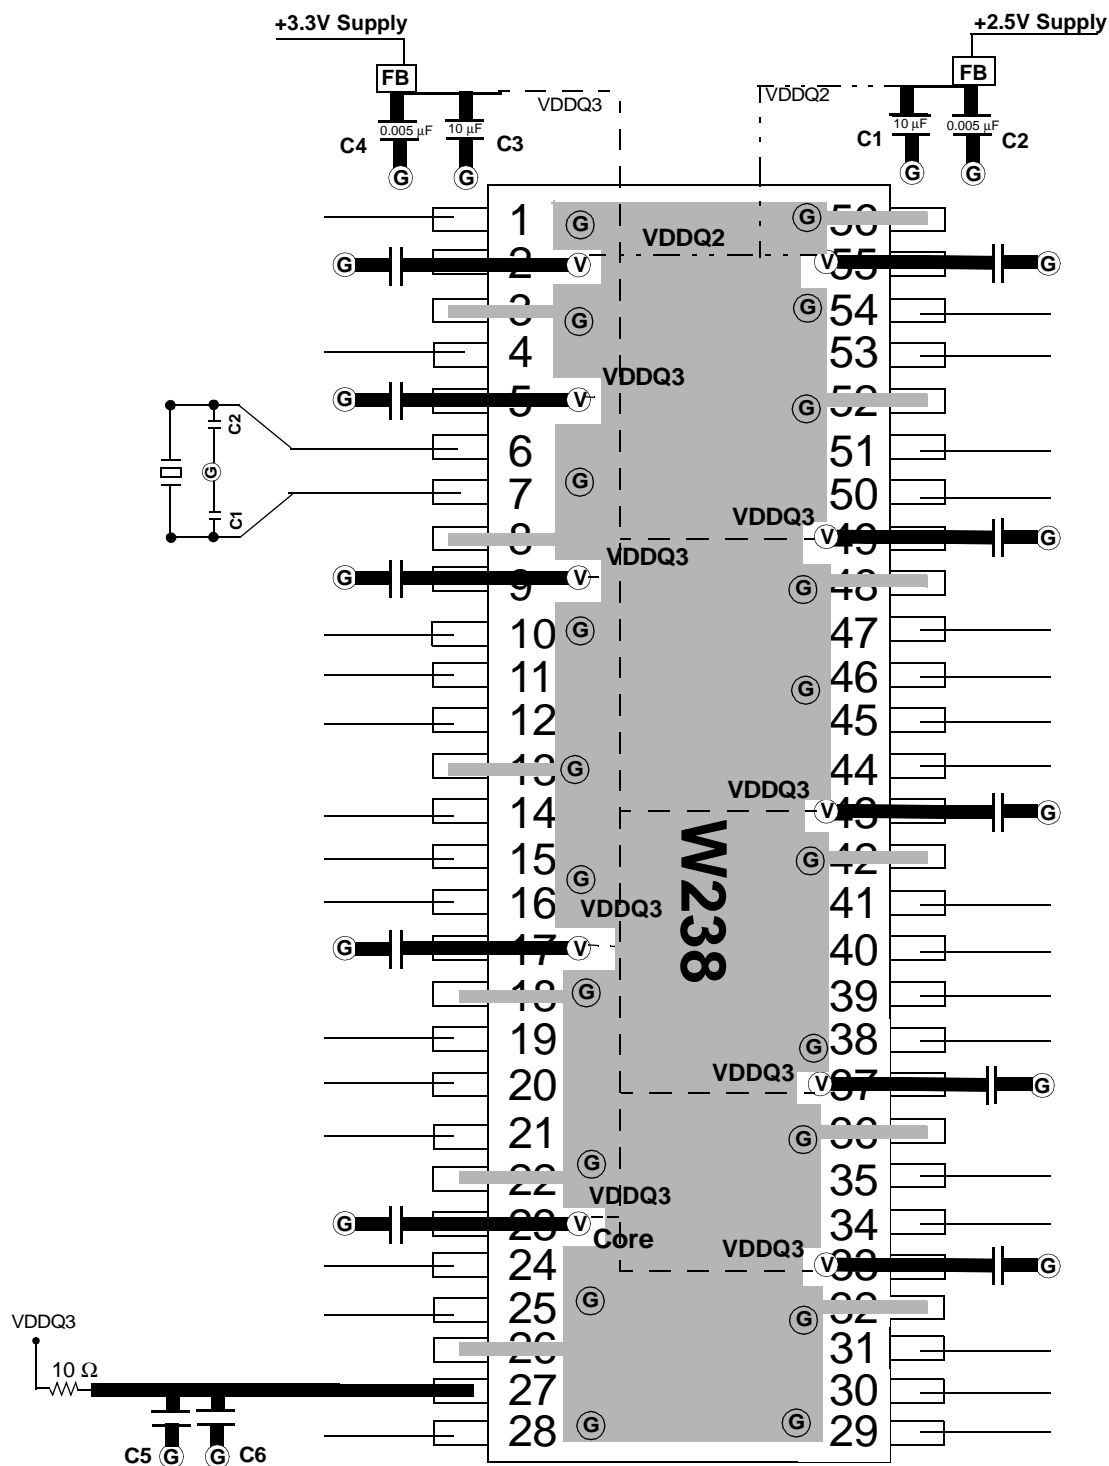 +3.3V Supply
+2.5V Supply
FB
FB
VDDQ3
VDDQ2
0.005 µF
10 µF
10 µF
0.005 µF
C4
C3
C1
C2
G
G
G
G
1
G
G
56
VDDQ2
G
2
V
V
55
G
3
G
G
54
4
53
VDDQ3
G
5
V
G
52
C2
6
51
G
7
G
50
C1
VDDQ3
8
V
49
G
VDDQ3
G
9
V
G
48
10
G
47
11
G
46
12
45
13
G
44
VDDQ3
14
V
43
G
W238
15
G
42
16
G
41
VDDQ3
G
17
V
40
18
G
39
19
G
38
VDDQ3
20
V
37
G
21
G
36
22
G
35
VDDQ3
G
23
V
34
Core
VDDQ3
24
V
33
G
25
G
G
32
VDDQ3
26
31
10 Ω
27
30
28
G
G
29
C5
G
G
C6